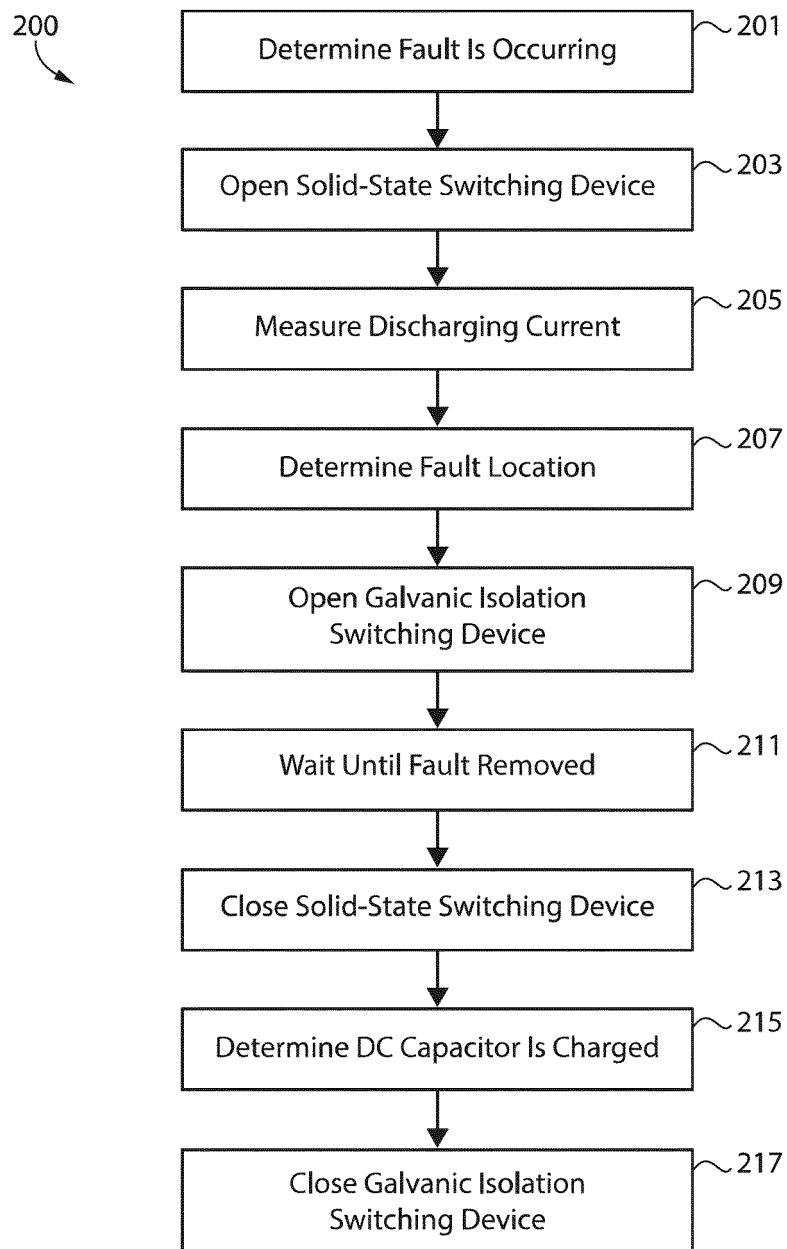 200
Determine Fault Is Occurring
201
Open Solid-State Switching Device
203
Measure Discharging Current
205
Determine Fault Location
207
Open Galvanic Isolation
Switching Device
209
Wait Until Fault Removed
211
Close Solid-State Switching Device
213
Determine DC Capacitor Is Charged
215
Close Galvanic Isolation
Switching Device
217